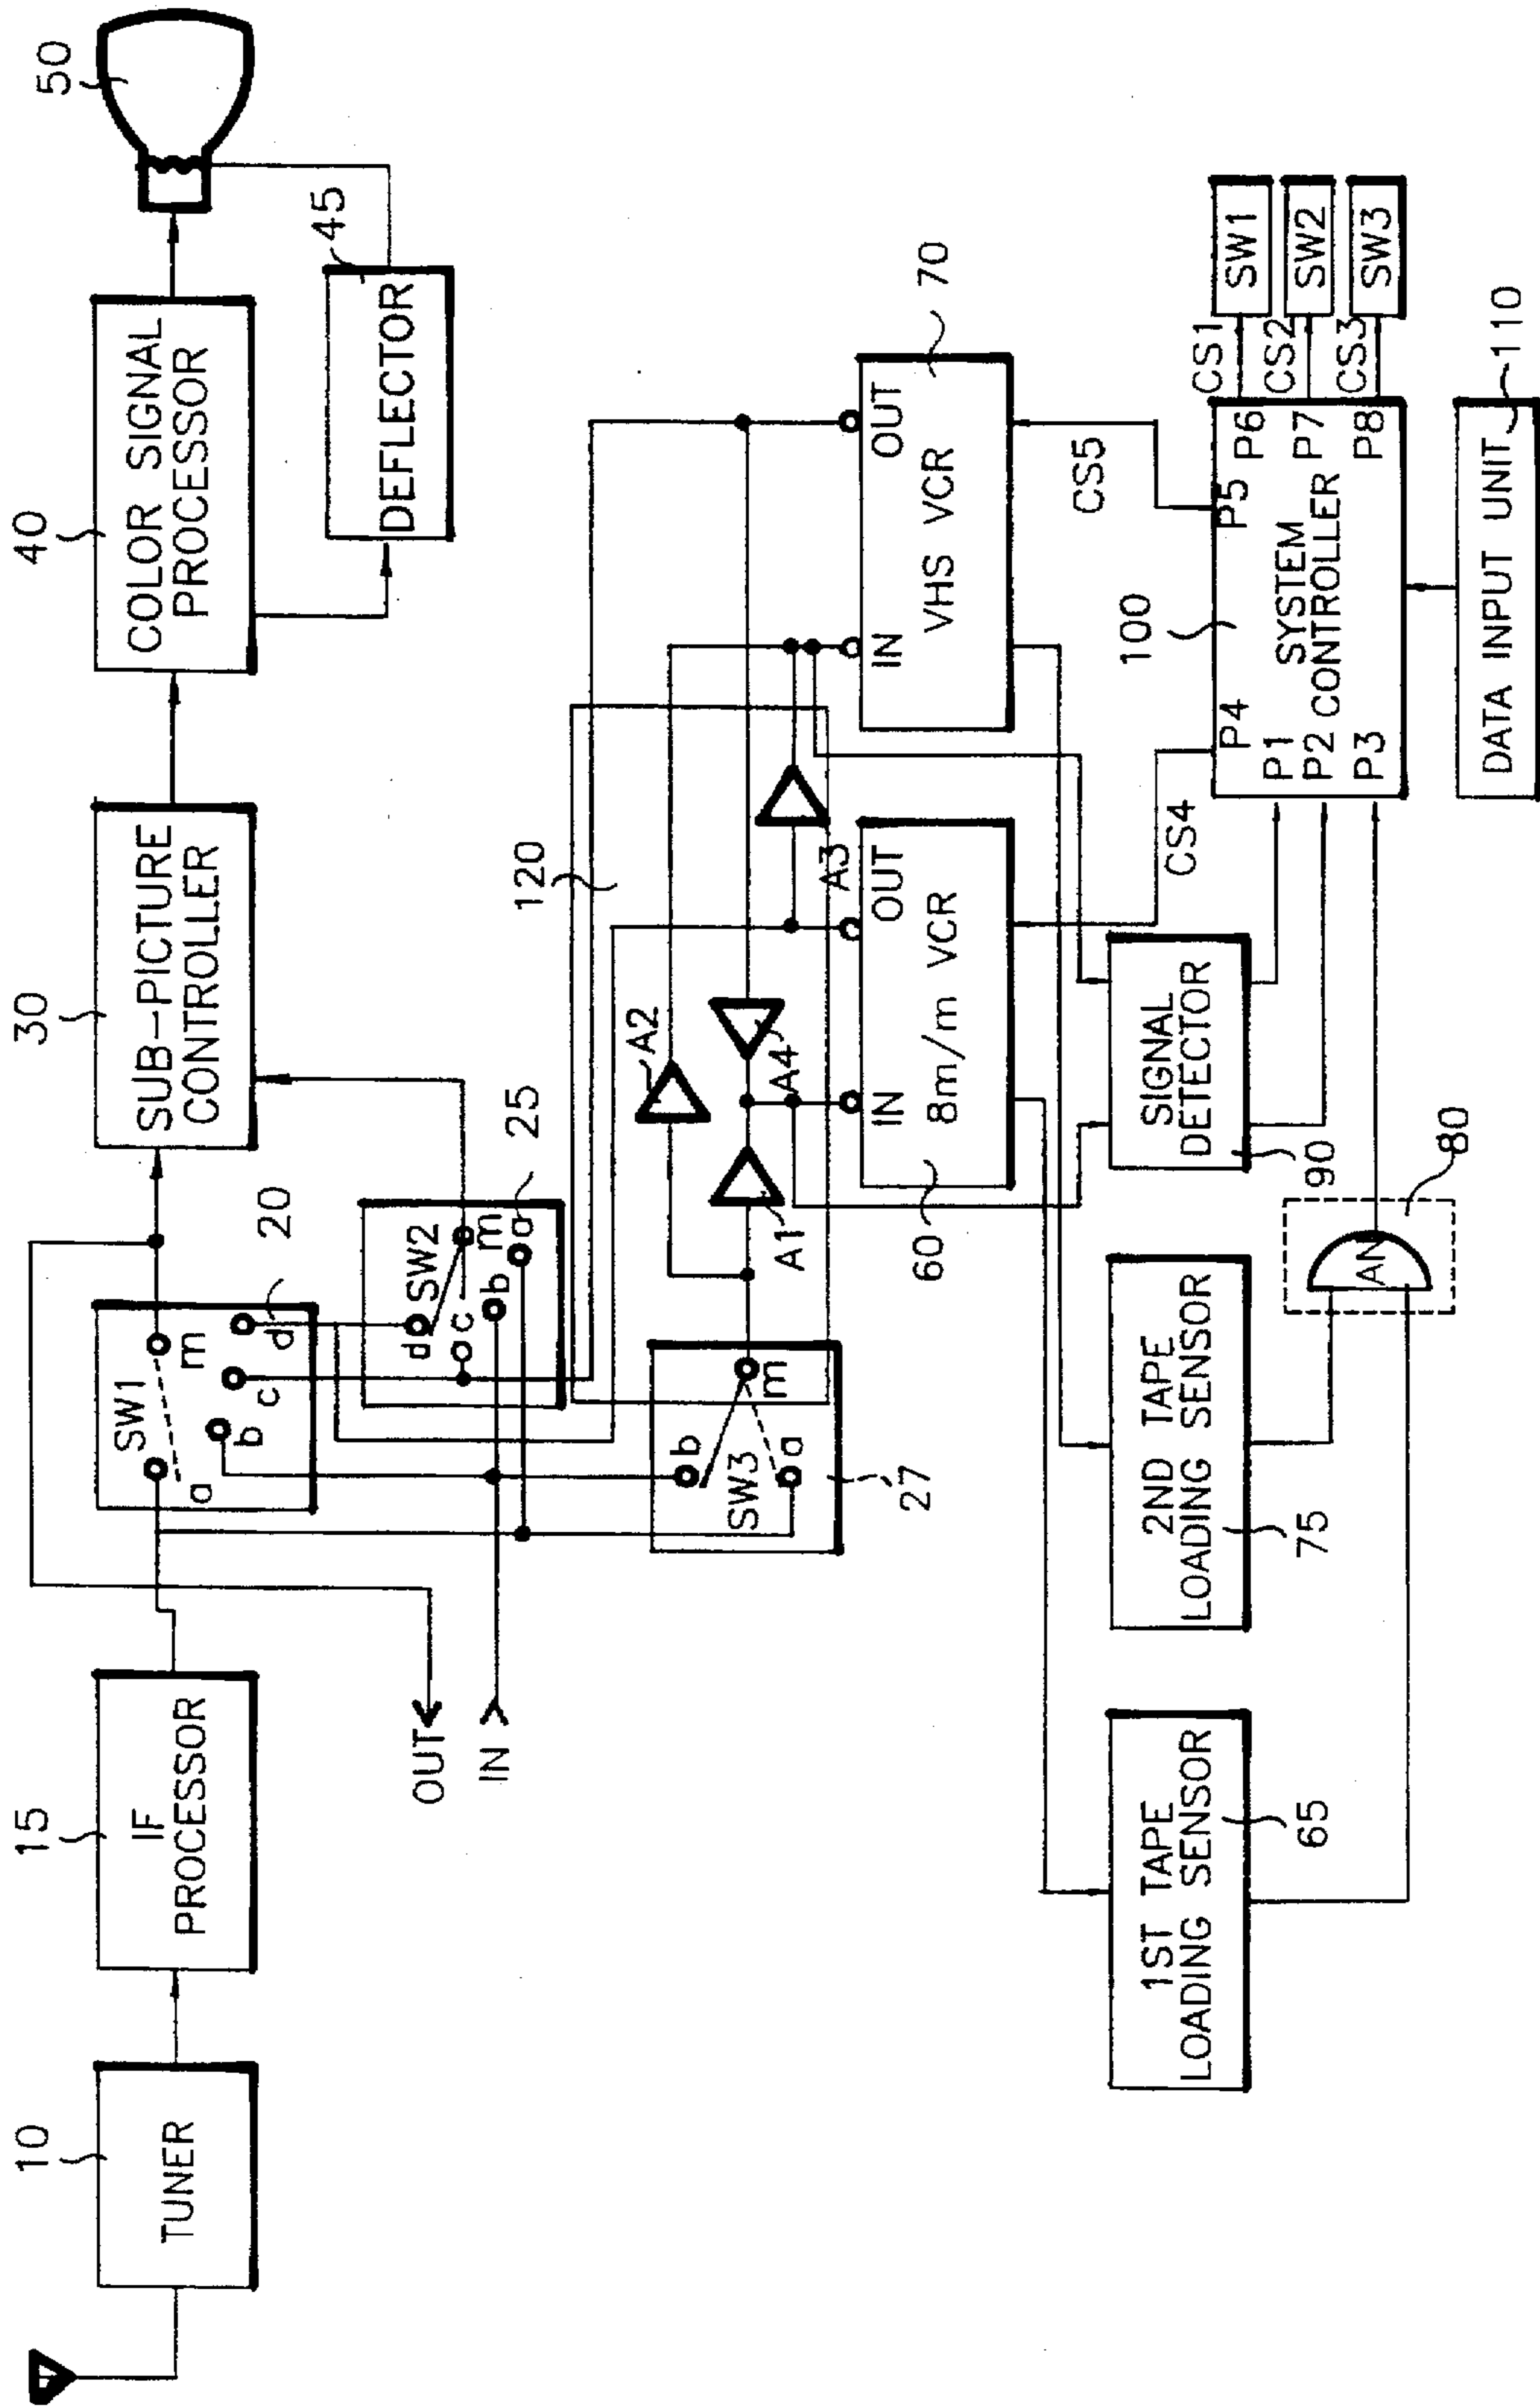 10
TUNER
15
IF
PROCESSOR
OUT
IN
SW1
a
b
c
d
m
20
SW2
d
c
b
m
a
25
SW3
b
a
m
27
30
SUB-PICTURE
CONTROLLER
40
COLOR SIGNAL
PROCESSOR
45
DEFLECTOR
50
120
A1
A2
A3
A4
IN
OUT
8m/m VCR
60
IN
OUT
VHS VCR
70
1ST TAPE
LOADING SENSOR
65
2ND TAPE
LOADING SENSOR
75
AN
80
SIGNAL
DETECTOR
90
CS4
CS5
100
P4
P5
P1
P2
P3
SYSTEM
CONTROLLER
P6
P7
P8
CS1
CS2
CS3
SW1
SW2
SW3
DATA INPUT UNIT
110